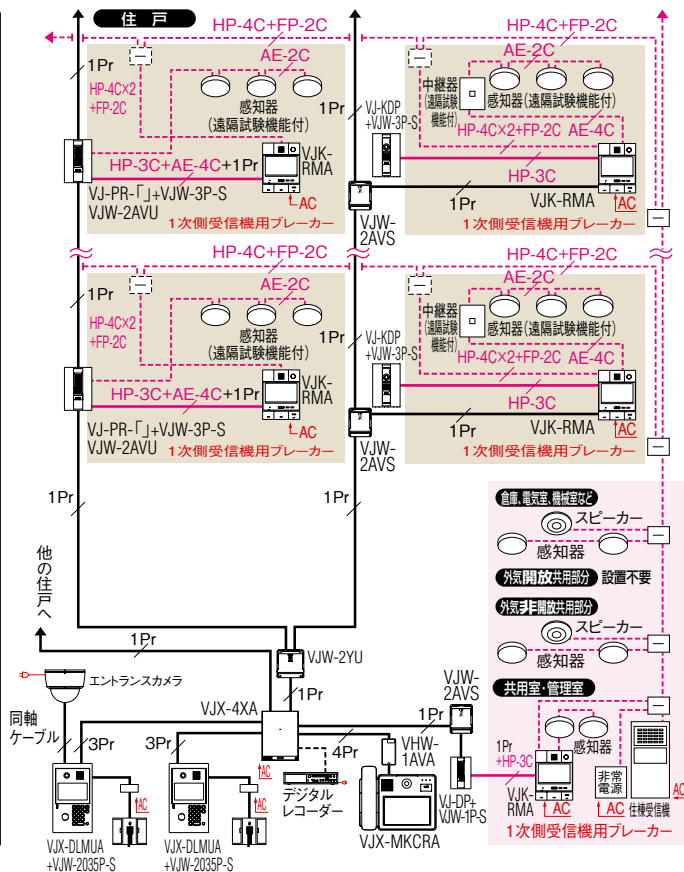 住 戸
HP-4C+FP-2C
HP-4C+FP-2C
1Pr
AE-2C
HP-4C×2
+FP-2C
感知器
(遠隔試験機能付)
HP-3C+AE-4C+1Pr
VJK-
RMA
VJ-PR-「」+VJW-3P-S
VJW-2AVU
AC
1次側受信機用ブレーカー
AE-2C
中継器
(遠隔試験
機能付)
感知器(遠隔試験機能付)
1Pr
VJ-KDP
+VJW-3P-S
HP-4C×2+FP-2C
AE-4C
HP-3C
1Pr
VJK-RMA
AC
VJW-
2AVS
1次側受信機用ブレーカー
HP-4C+FP-2C
HP-4C+FP-2C
1Pr
AE-2C
HP-4C×2
+FP-2C
感知器
(遠隔試験機能付)
HP-3C+AE-4C+1Pr
VJK-
RMA
VJ-PR-「」+VJW-3P-S
VJW-2AVU
AC
1次側受信機用ブレーカー
AE-2C
中継器
(遠隔試験
機能付)
感知器(遠隔試験機能付)
1Pr
VJ-KDP
+VJW-3P-S
HP-4C×2+FP-2C
AE-4C
HP-3C
1Pr
VJK-RMA
AC
VJW-
2AVS
1次側受信機用ブレーカー
1Pr
1Pr
他の住戸へ
1Pr
VJW-2YU
1Pr
エントランスカメラ
VJX-4XA
同軸
ケーブル
3Pr
3Pr
4Pr
1Pr
AC
AC
AC
デジタル
レコーダー
VHW-
1AVA
VJX-MKCRA
VJX-DLMUA
+VJW-2035P-S
VJX-DLMUA
+VJW-2035P-S
VJW-
2AVS
VJ-DP+
VJW-1P-S
倉庫、電気室、機械室など
スピーカー
感知器
外気開放共用部分 設置不要
外気非開放共用部分
スピーカー
感知器
共用室・管理室
1Pr
+HP-3C
感知器
VJK-
RMA
非常
電源
住棟受信機
AC
AC
AC
1次側受信機用ブレーカー